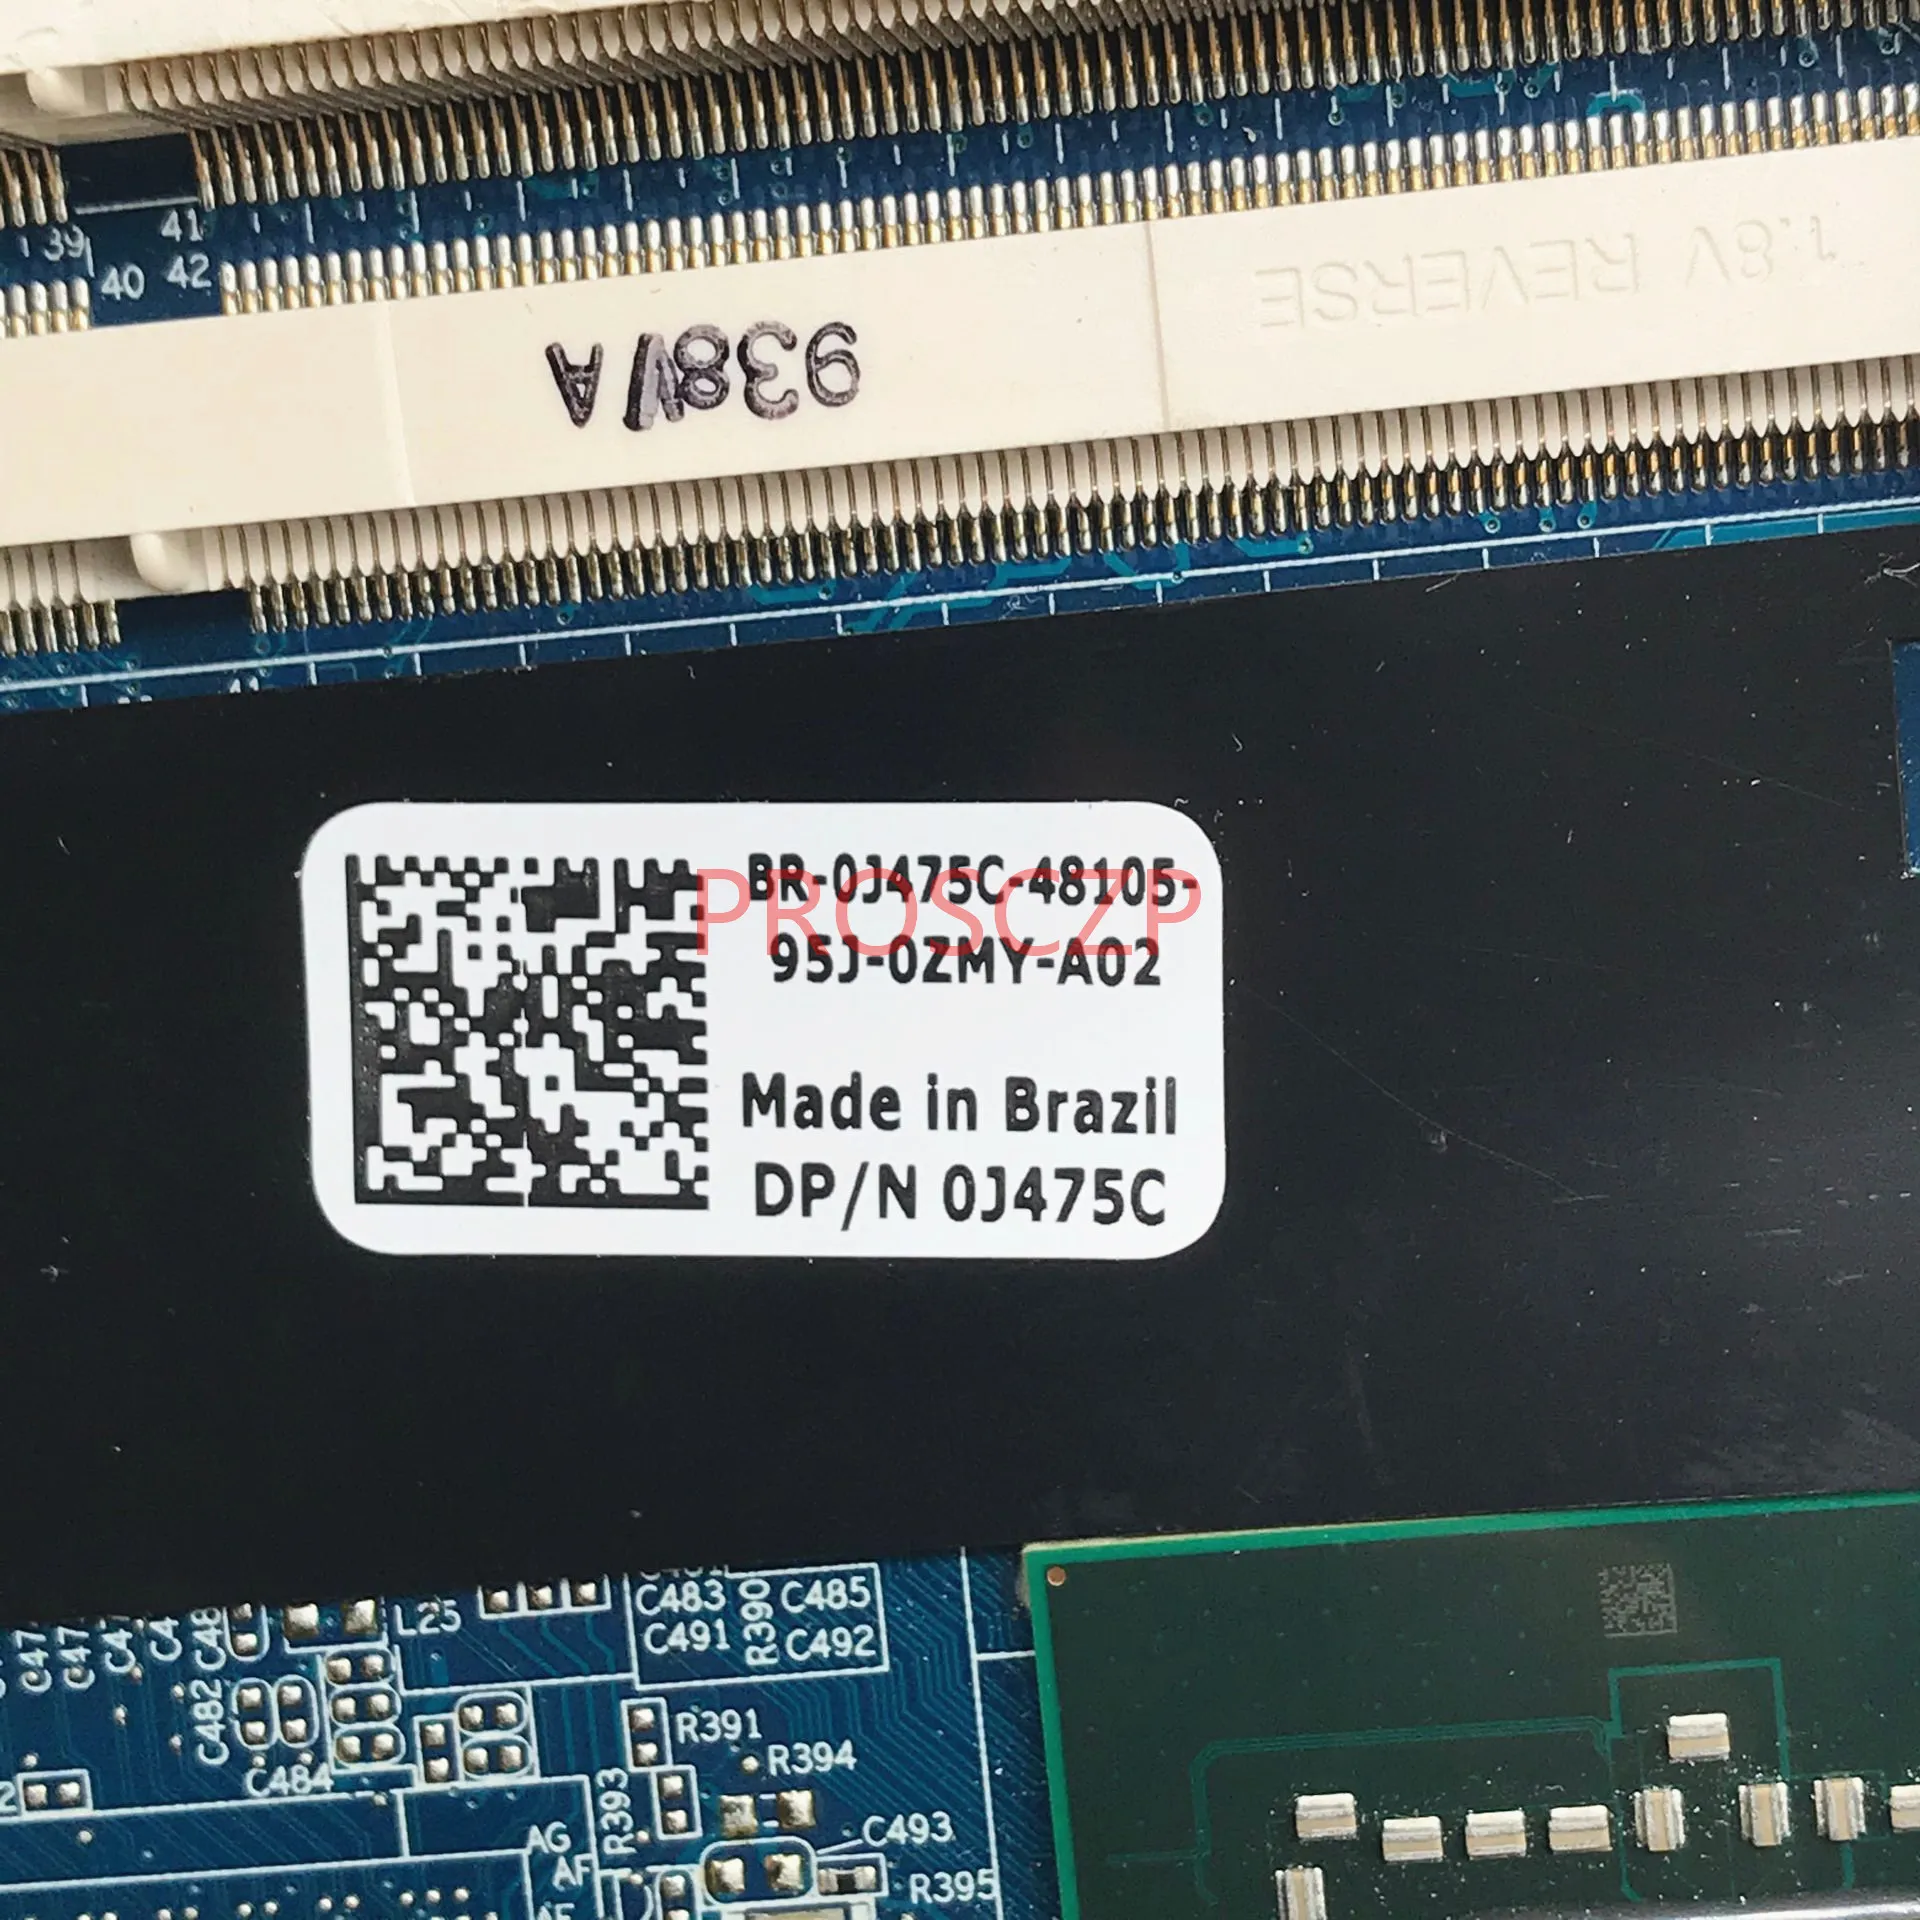 39
41
40
42
1.8V REVERSE
938VA
BR-0J475C-48105-
95J-0ZMY-A02
PROSCZP
Made in Brazil
DP/N 0J475C
L25
C483
R390
C485
C491
C492
C482
C484
R391
R394
R393
C493
AG
AF
R395